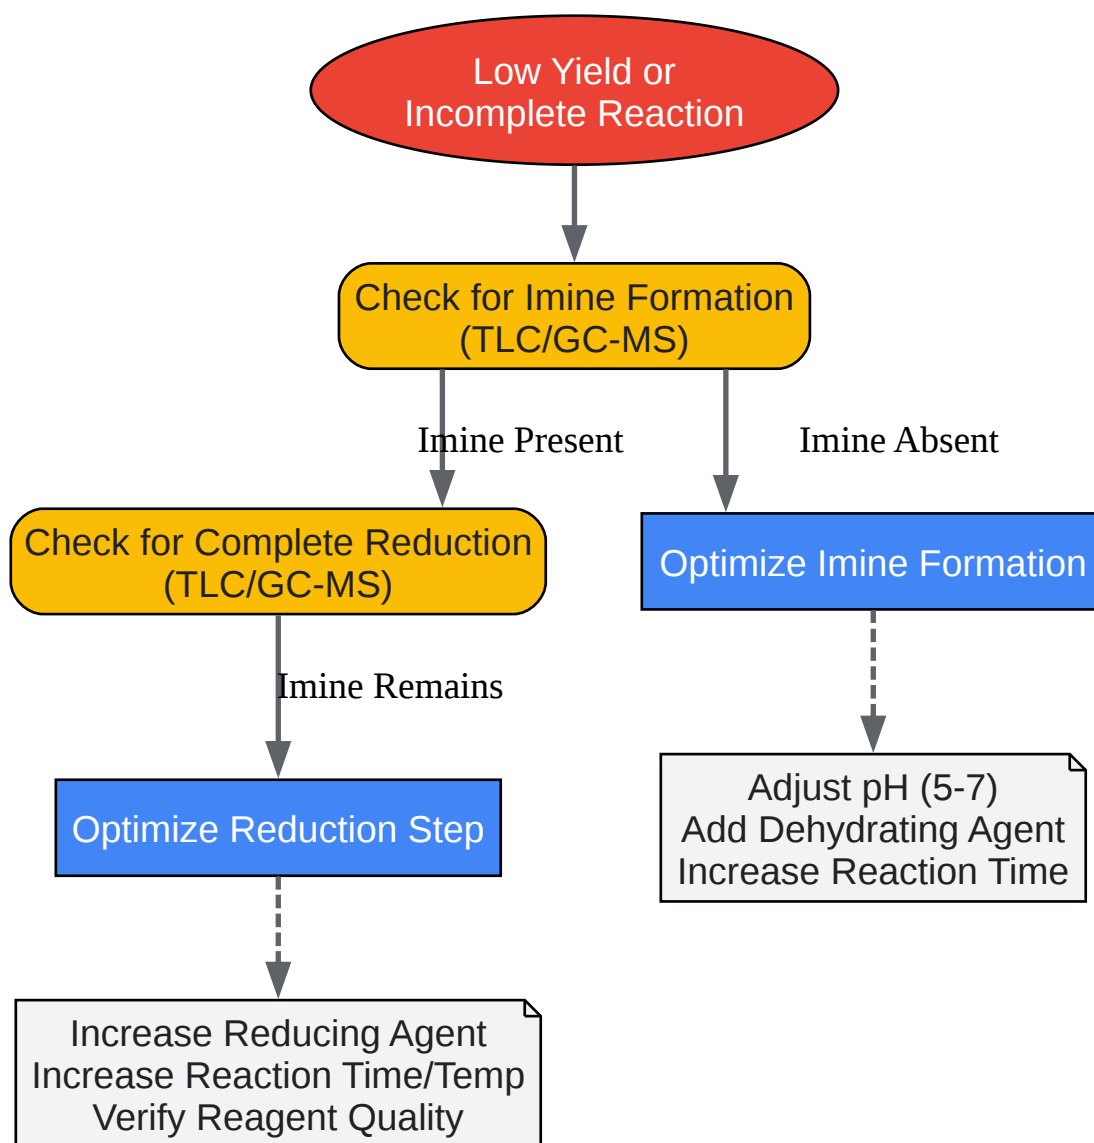 Low Yield or
Incomplete Reaction
Check for Imine Formation
(TLC/GC-MS)
Imine Present
Imine Absent
Check for Complete Reduction
(TLC/GC-MS)
Optimize Imine Formation
Imine Remains
Optimize Reduction Step
Adjust pH (5-7)
Add Dehydrating Agent
Increase Reaction Time
Increase Reducing Agent
Increase Reaction Time/Temp
Verify Reagent Quality